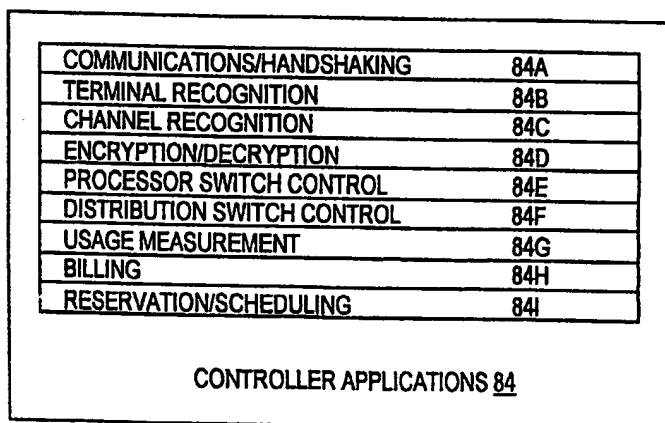 COMMUNICATIONS/HANDSHAKING 84A
TERMINAL RECOGNITION 84B
CHANNEL RECOGNITION 84C
ENCRYPTION/DECRYPTION 84D
PROCESSOR SWITCH CONTROL 84E
DISTRIBUTION SWITCH CONTROL 84F
USAGE MEASUREMENT 84G
BILLING 84H
RESERVATION/SCHEDULING 84I
CONTROLLER APPLICATIONS 84